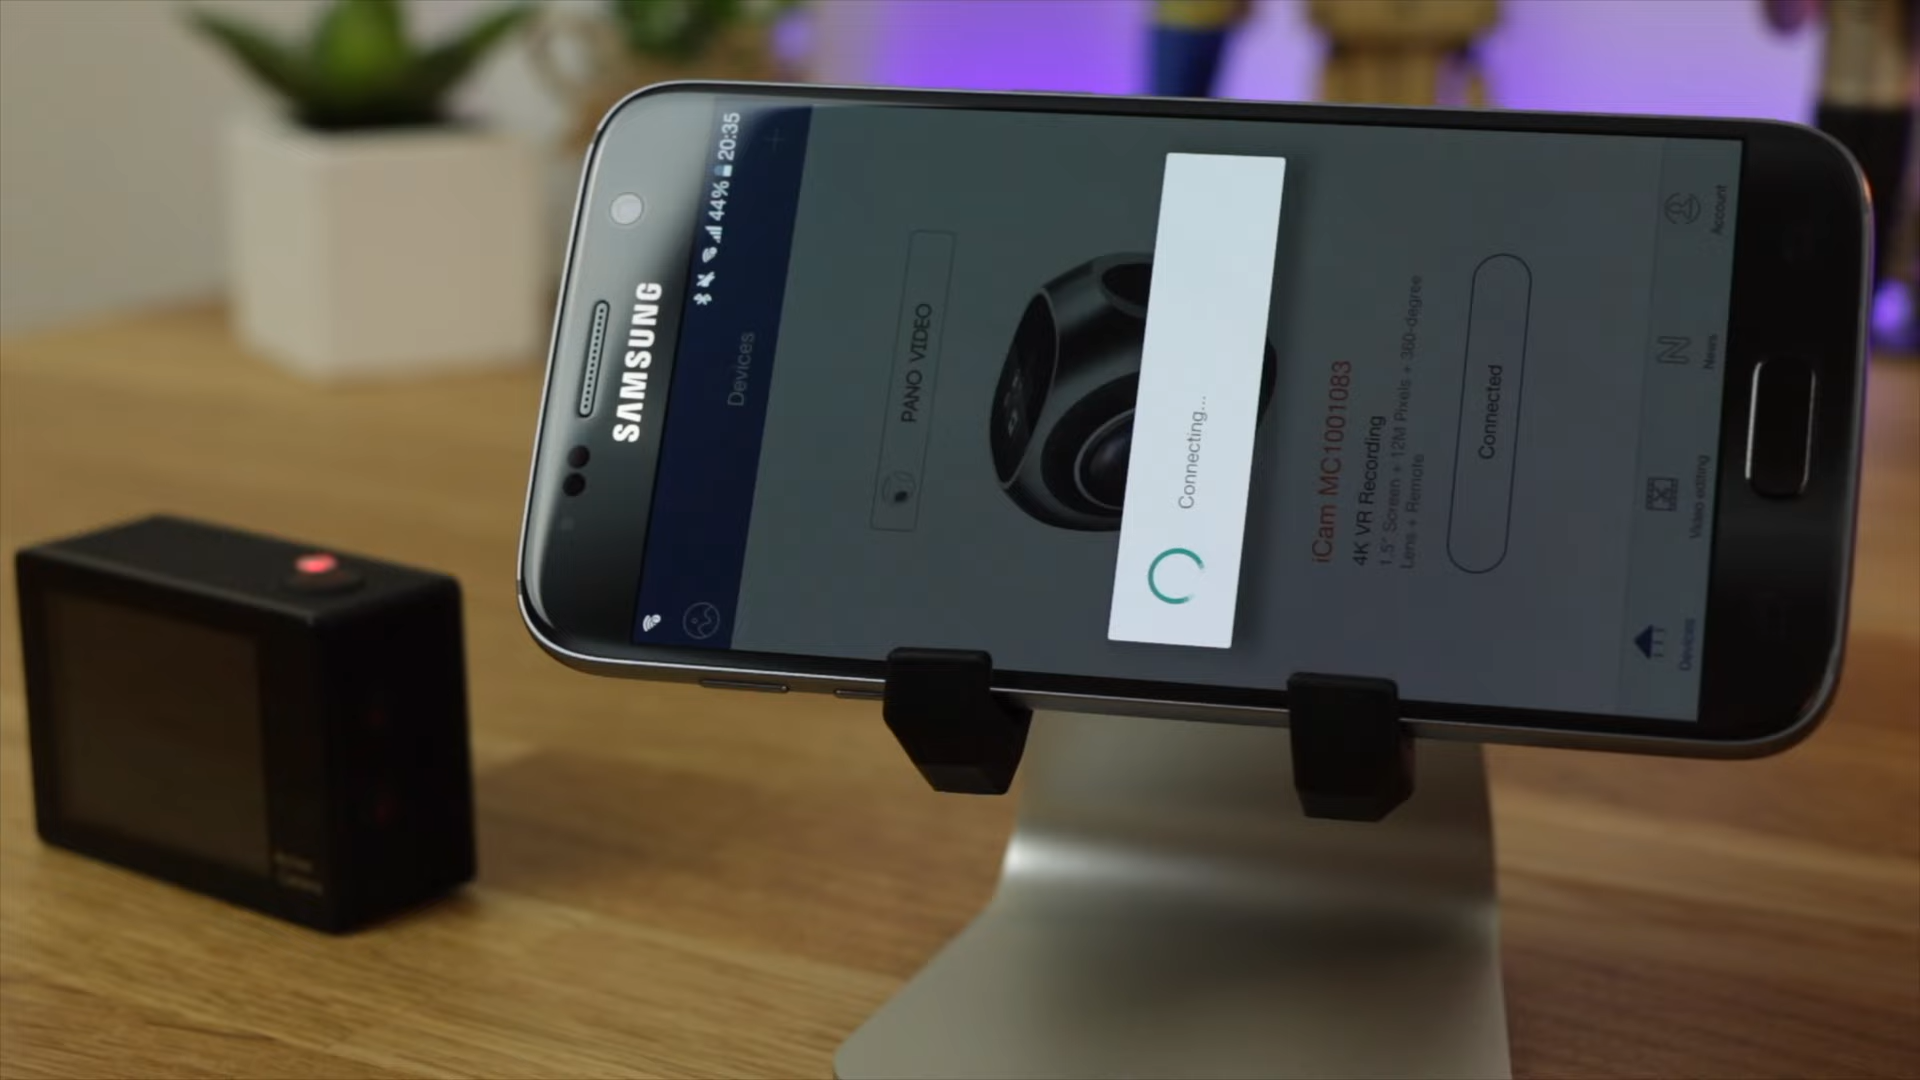 SAMSUNG
44% 20:35
Devices
PANO VIDEO
Connecting...
iCam MC1001083
4K VR Recording
1.5" Screen + 12M Pixels + 360-degree
Lens + Remote
Connected
Devices
Video editing
News
Account